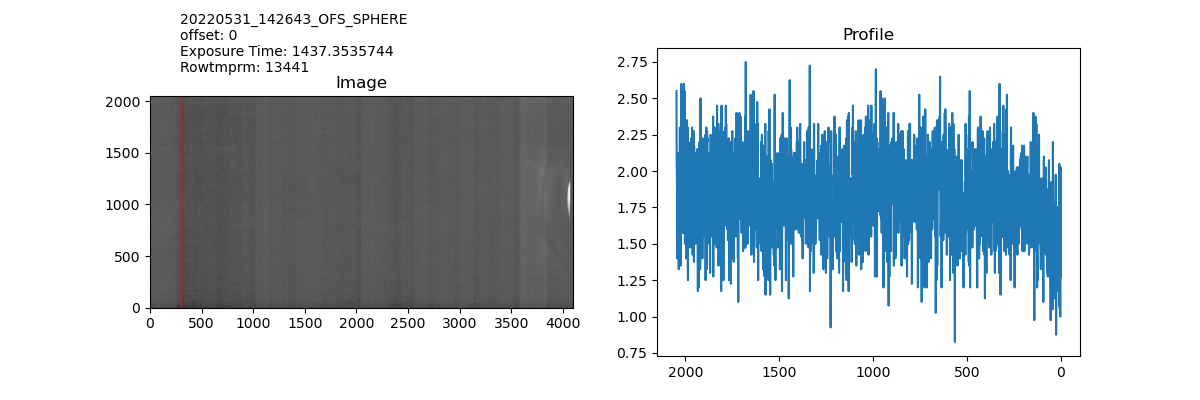 20220531_142643_OFS_SPHERE
offset: 0
Exposure Time: 1437.3535744
Rowtmprm: 13441
Image
2000
1500
1000
500
0
0 500 1000 1500 2000 2500 3000 3500 4000
Profile
2.75
2.50
2.25
2.00
1.75
1.50
1.25
1.00
0.75
2000 1500 1000 500 0